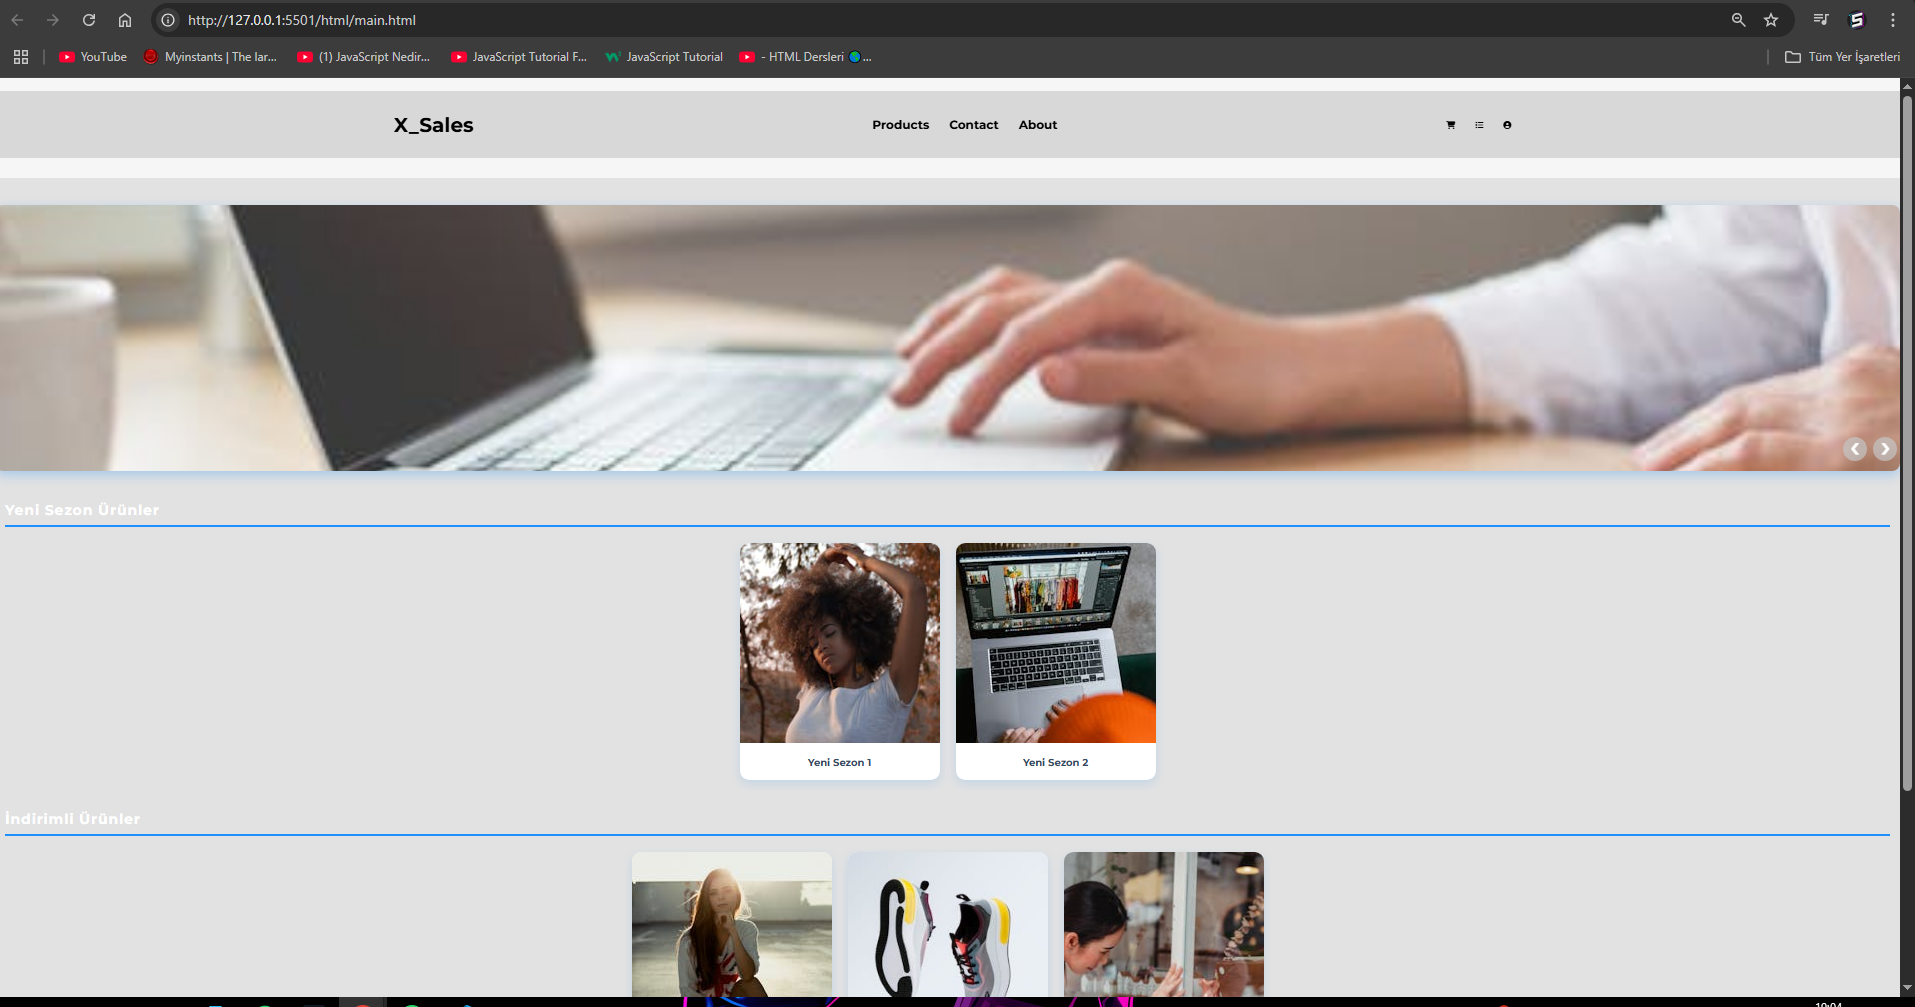 http://127.0.0.1:5501/html/main.html
YouTube
Myinstants | The lar...
(1) JavaScript Nedir...
JavaScript Tutorial F...
JavaScript Tutorial
- HTML Dersleri 🌏 ...
Tüm Yer İşaretleri
X_Sales
Products
Contact
About
Yeni Sezon Ürünler
Yeni Sezon 1
Yeni Sezon 2
İndirimli Ürünler